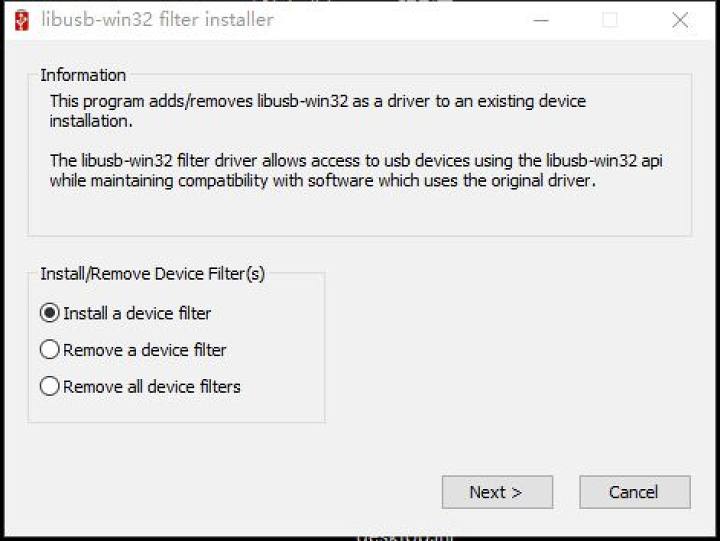 libusb-win32 filter installer
Information
This program adds/removes libusb-win32 as a driver to an existing device
installation.
The libusb-win32 filter driver allows access to usb devices using the libusb-win32 api
while maintaining compatibility with software which uses the original driver.
Install/Remove Device Filter(s)
Install a device filter
Remove a device filter
Remove all device filters
Next >
Cancel